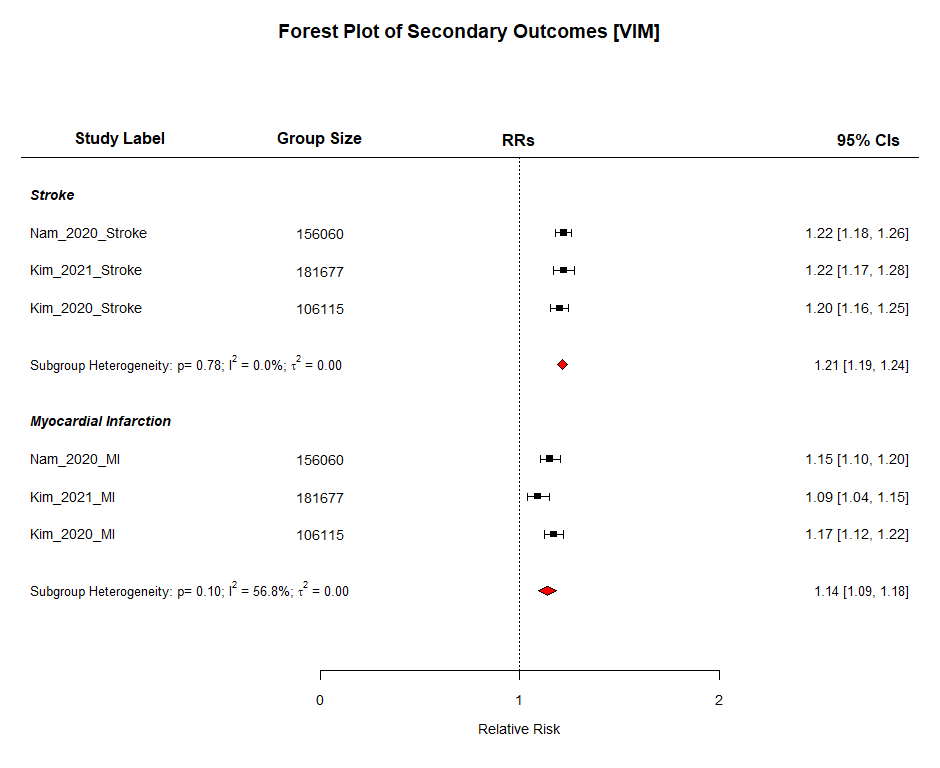 Forest Plot of Secondary Outcomes [VIM]
Study Label Group Size RRs 95% CIs
Stroke
Nam_2020_Stroke 156060 1.22 [1.18, 1.26]
Kim_2021_Stroke 181677 1.22 [1.17, 1.28]
Kim_2020_Stroke 106115 1.20 [1.16, 1.25]
Subgroup Heterogeneity: p= 0.78; I² = 0.0%; τ² = 0.00 1.21 [1.19, 1.24]
Myocardial Infarction
Nam_2020_MI 156060 1.15 [1.10, 1.20]
Kim_2021_MI 181677 1.09 [1.04, 1.15]
Kim_2020_MI 106115 1.17 [1.12, 1.22]
Subgroup Heterogeneity: p= 0.10; I² = 56.8%; τ² = 0.00 1.14 [1.09, 1.18]
0 1 2
Relative Risk